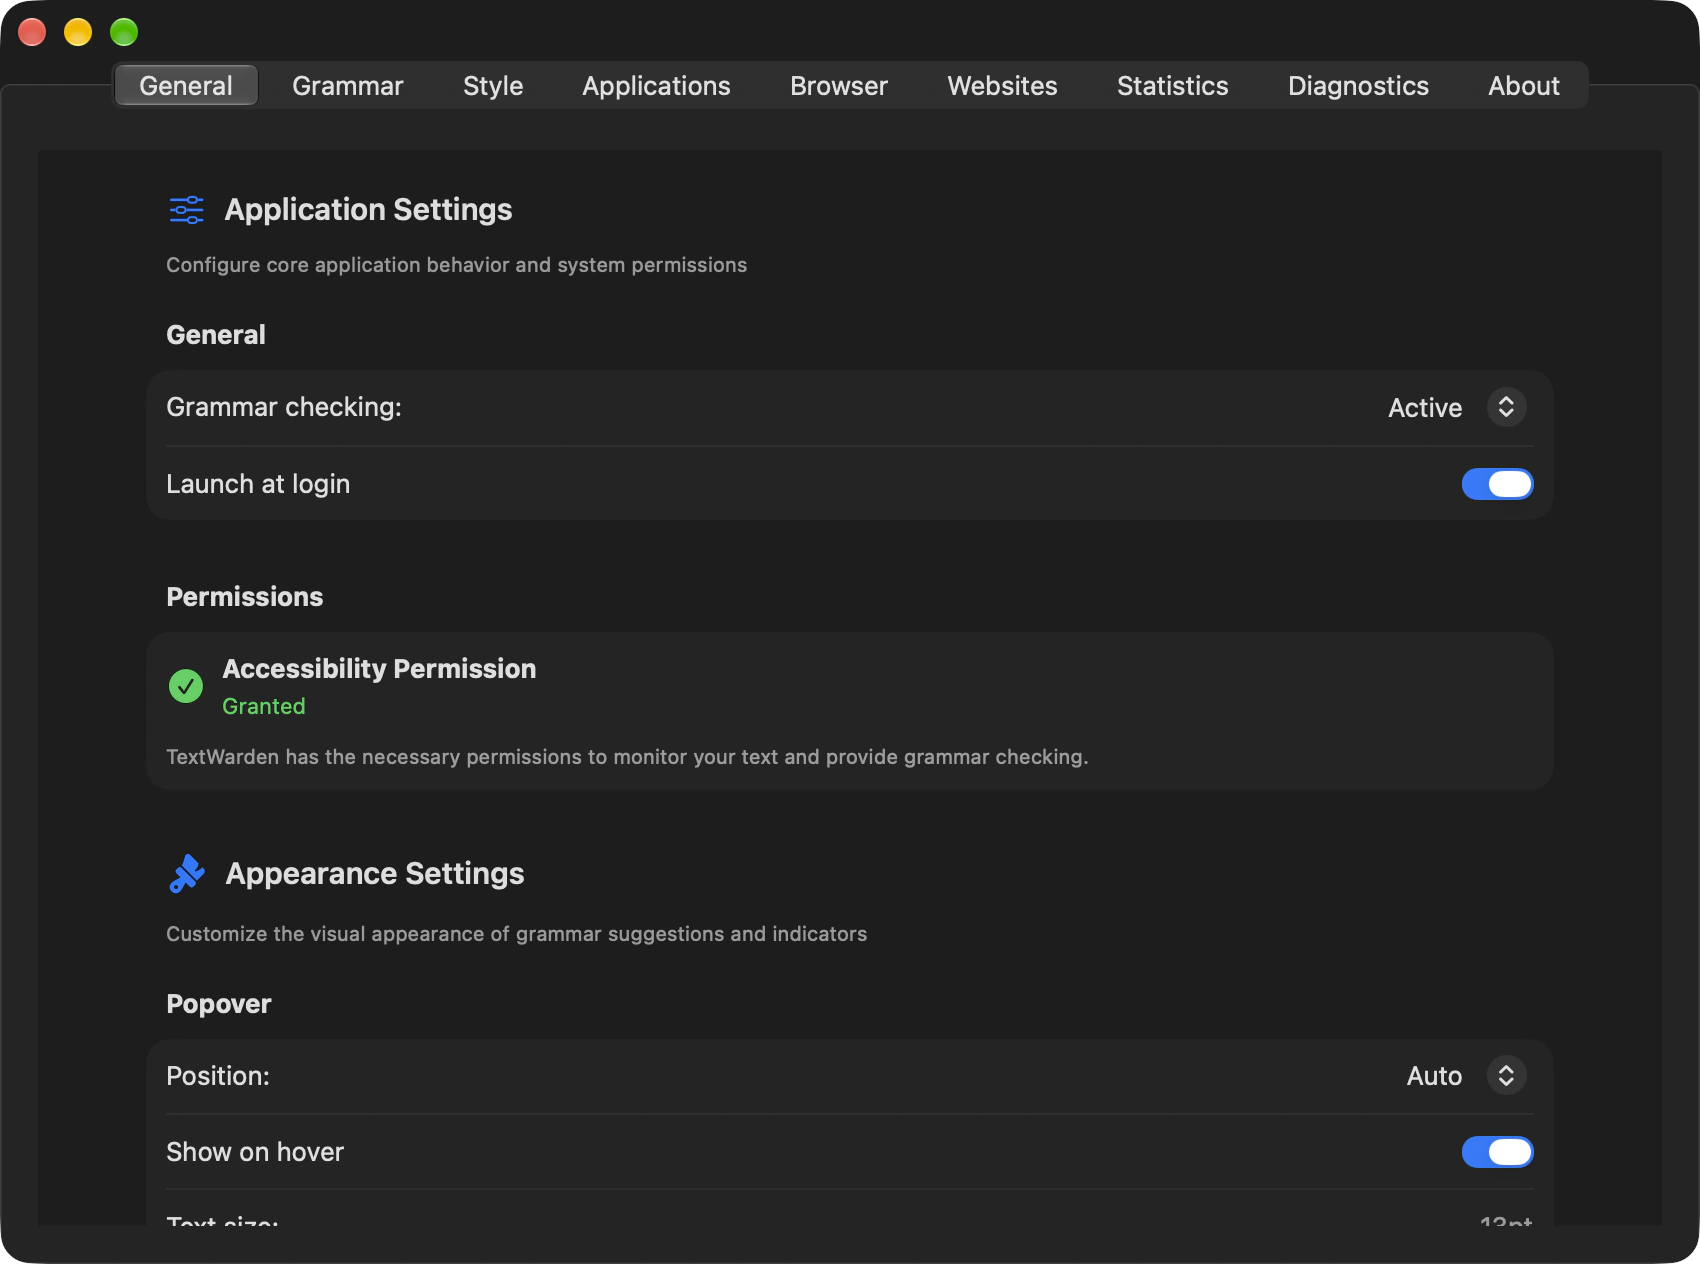 General Grammar Style Applications Browser Websites Statistics Diagnostics About
Application Settings
Configure core application behavior and system permissions
General
Grammar checking: Active
Launch at login
Permissions
Accessibility Permission
Granted
TextWarden has the necessary permissions to monitor your text and provide grammar checking.
Appearance Settings
Customize the visual appearance of grammar suggestions and indicators
Popover
Position: Auto
Show on hover
Text size: 13pt